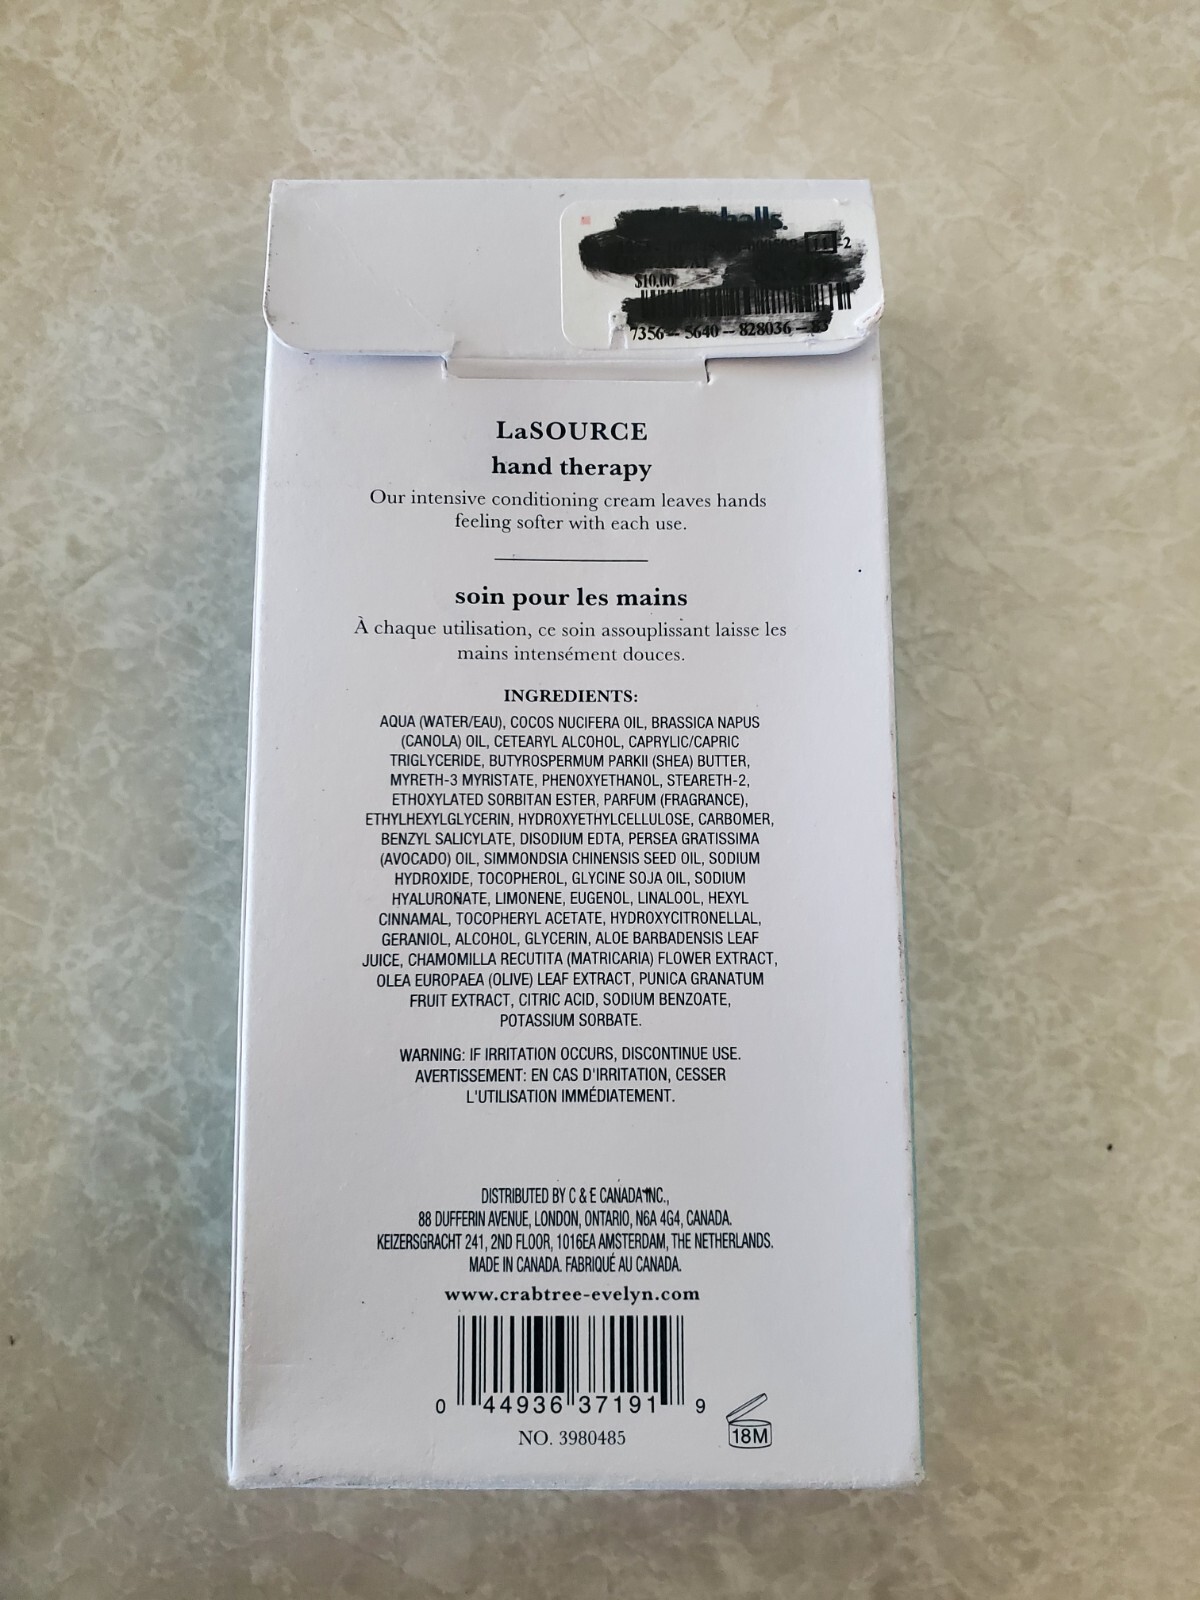 halls.
11 -2
$10.00
7356 - 5640 - 828036 - 83
LaSOURCE
hand therapy
Our intensive conditioning cream leaves hands
feeling softer with each use.
soin pour les mains
À chaque utilisation, ce soin assouplissant laisse les
mains intensément douces.
INGREDIENTS:
AQUA (WATER/EAU), COCOS NUCIFERA OIL, BRASSICA NAPUS
(CANOLA) OIL, CETEARYL ALCOHOL, CAPRYLIC/CAPRIC
TRIGLYCERIDE, BUTYROSPERMUM PARKII (SHEA) BUTTER,
MYRETH-3 MYRISTATE, PHENOXYETHANOL, STEARETH-2,
ETHOXYLATED SORBITAN ESTER, PARFUM (FRAGRANCE),
ETHYLHEXYLGLYCERIN, HYDROXYETHYLCELLULOSE, CARBOMER,
BENZYL SALICYLATE, DISODIUM EDTA, PERSEA GRATISSIMA
(AVOCADO) OIL, SIMMONDSIA CHINENSIS SEED OIL, SODIUM
HYDROXIDE, TOCOPHEROL, GLYCINE SOJA OIL, SODIUM
HYALURONATE, LIMONENE, EUGENOL, LINALOOL, HEXYL
CINNAMAL, TOCOPHERYL ACETATE, HYDROXYCITRONELLAL,
GERANIOL, ALCOHOL, GLYCERIN, ALOE BARBADENSIS LEAF
JUICE, CHAMOMILLA RECUTITA (MATRICARIA) FLOWER EXTRACT,
OLEA EUROPAEA (OLIVE) LEAF EXTRACT, PUNICA GRANATUM
FRUIT EXTRACT, CITRIC ACID, SODIUM BENZOATE,
POTASSIUM SORBATE.
WARNING: IF IRRITATION OCCURS, DISCONTINUE USE.
AVERTISSEMENT: EN CAS D'IRRITATION, CESSER
L'UTILISATION IMMÉDIATEMENT.
DISTRIBUTED BY C & E CANADA INC.,
88 DUFFERIN AVENUE, LONDON, ONTARIO, N6A 4G4, CANADA.
KEIZERSGRACHT 241, 2ND FLOOR, 1016EA AMSTERDAM, THE NETHERLANDS.
MADE IN CANADA. FABRIQUÉ AU CANADA.
www.crabtree-evelyn.com
0 44936 37191 9
NO. 3980485
18M